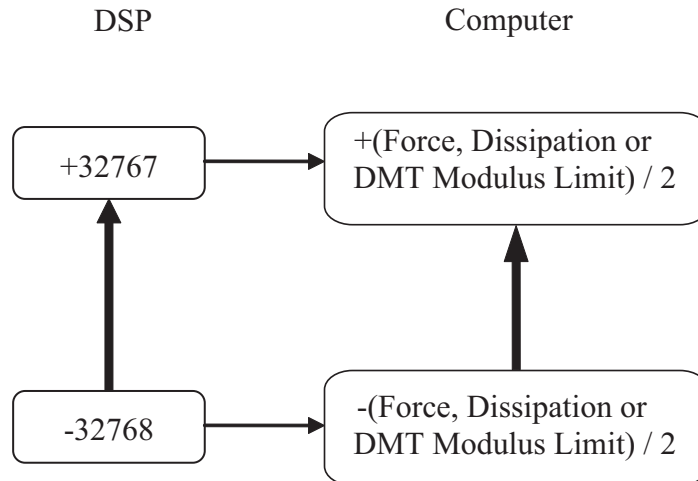 DSP
Computer
+32767
+(Force, Dissipation or
DMT Modulus Limit) / 2
-32768
-(Force, Dissipation or
DMT Modulus Limit) / 2